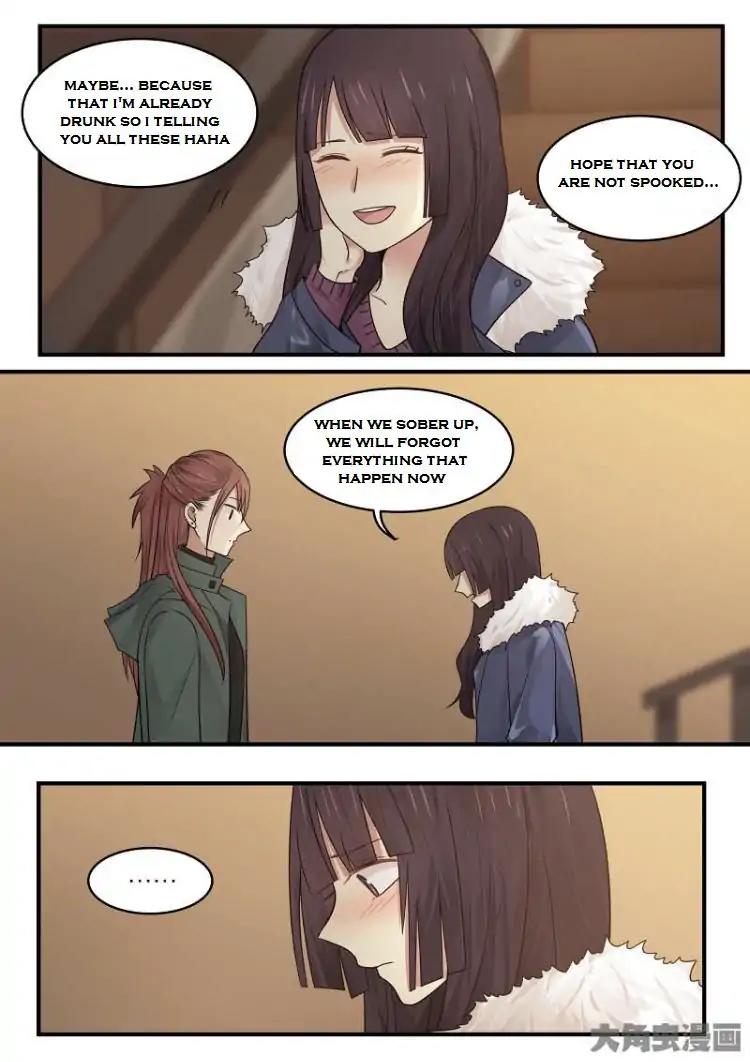 MAYBE... BECAUSE
THAT I'M ALREADY
DRUNK SO I TELLING
YOU ALL THESE HAHA
HOPE THAT YOU
ARE NOT SPOOKED...
WHEN WE SOBER UP,
WE WILL FORGOT
EVERYTHING THAT
HAPPEN NOW
......
大角虫漫画